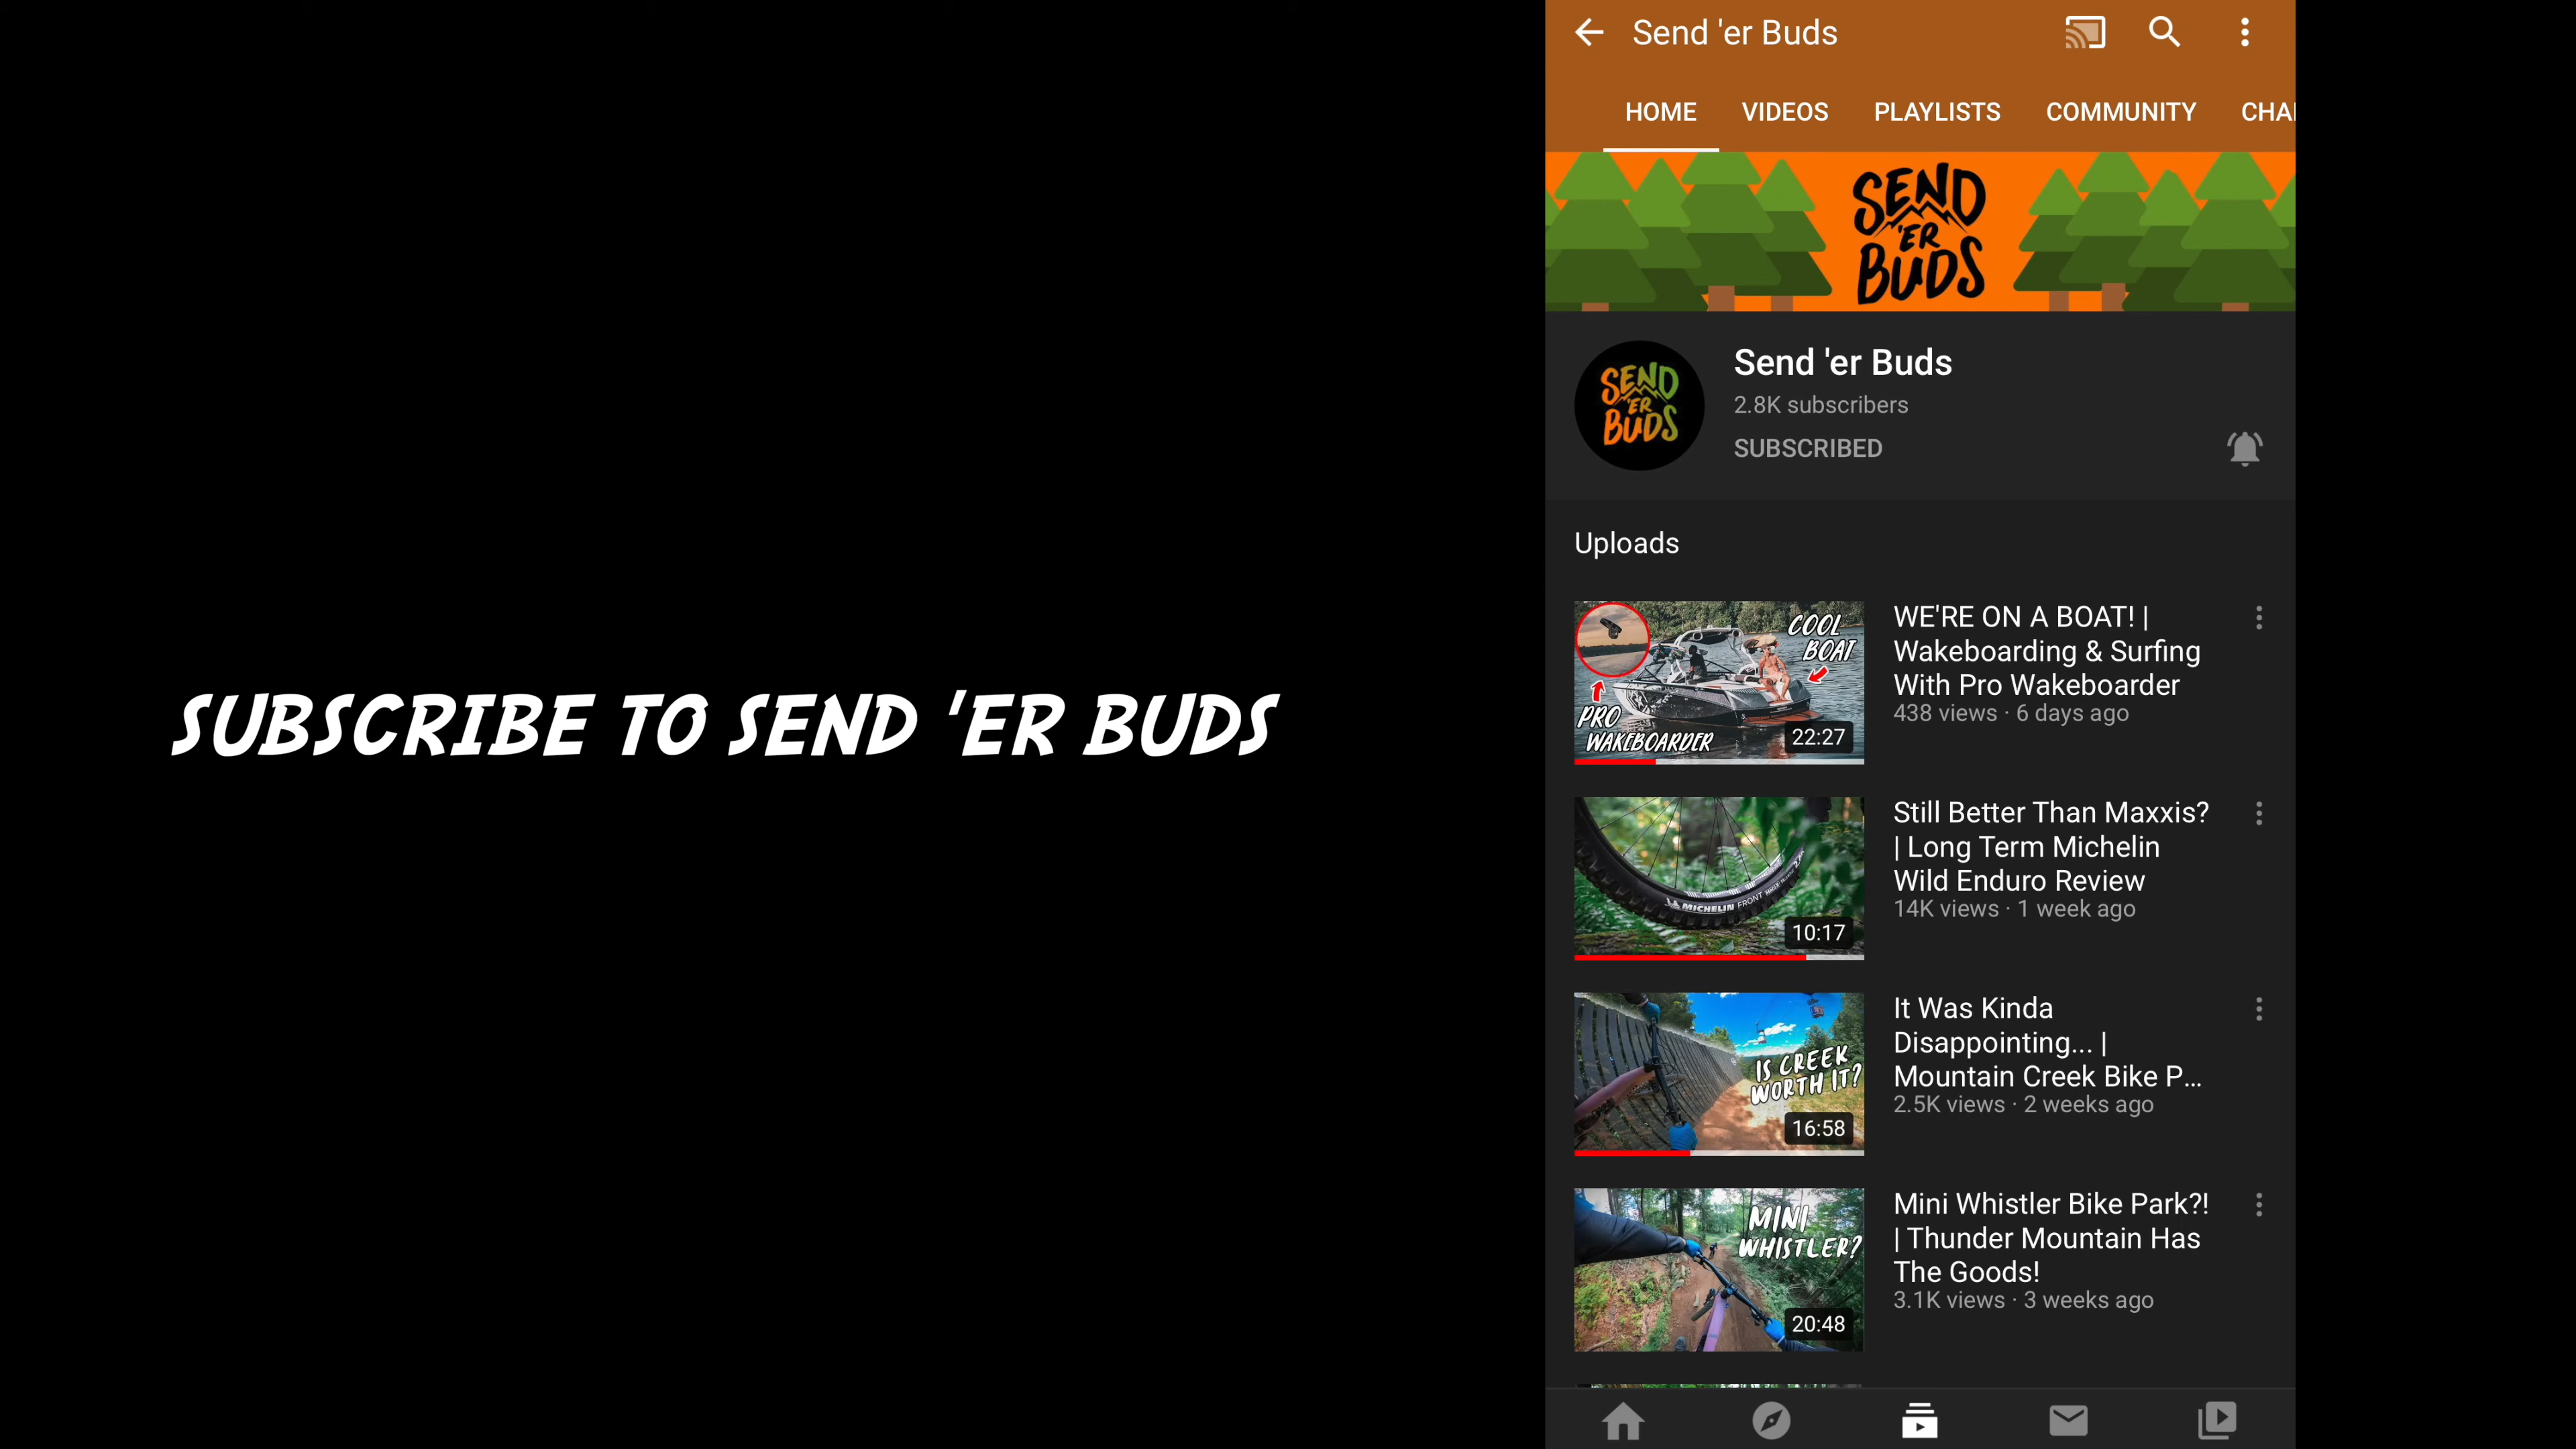 SUBSCRIBE TO SEND 'ER BUDS
Send 'er Buds
HOME VIDEOS PLAYLISTS COMMUNITY CHA
SEND
'ER
BUDS
SEND
'ER
BUDS
Send 'er Buds
2.8K subscribers
SUBSCRIBED
Uploads
COOL
BOAT
PRO
WAKEBOARDER
22:27
WE'RE ON A BOAT! |
Wakeboarding & Surfing
With Pro Wakeboarder
438 views · 6 days ago
MICHELIN FRONT
10:17
Still Better Than Maxxis?
| Long Term Michelin
Wild Enduro Review
14K views · 1 week ago
IS CREEK
WORTH IT?
16:58
It Was Kinda
Disappointing... |
Mountain Creek Bike P...
2.5K views · 2 weeks ago
MINI
WHISTLER?
20:48
Mini Whistler Bike Park?!
| Thunder Mountain Has
The Goods!
3.1K views · 3 weeks ago